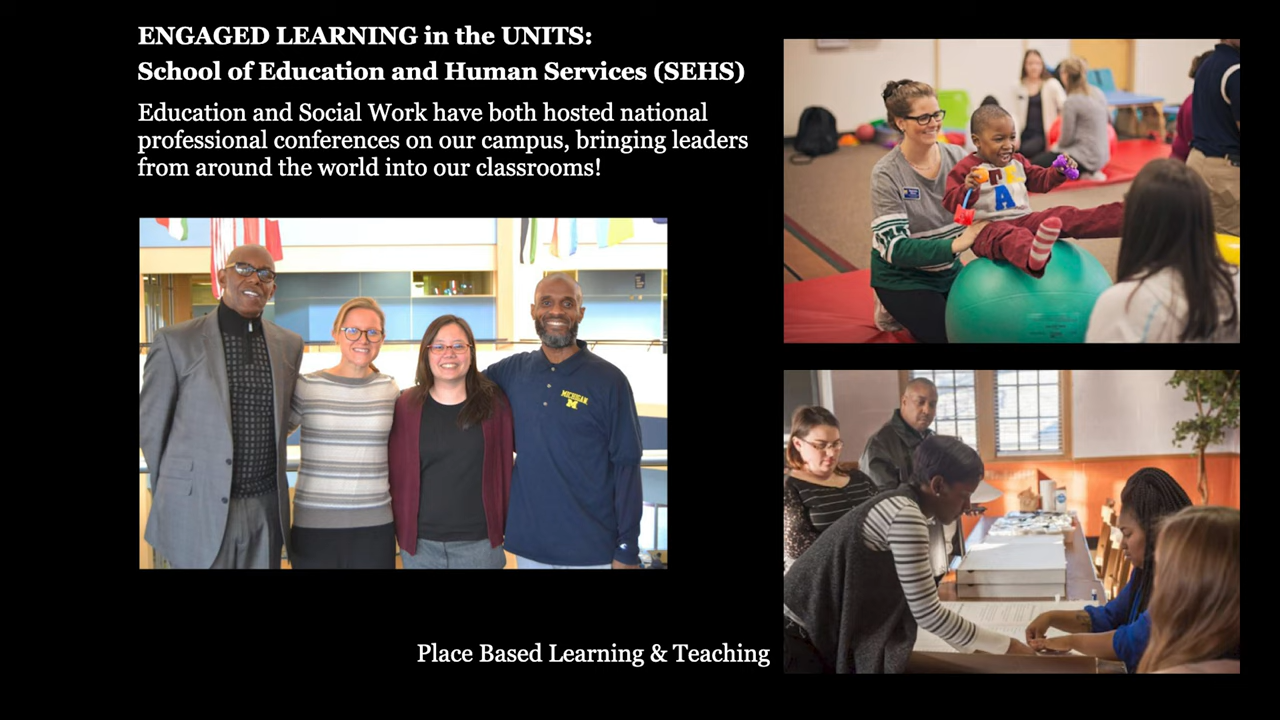 ENGAGED LEARNING in the UNITS:
School of Education and Human Services (SEHS)
Education and Social Work have both hosted national
professional conferences on our campus, bringing leaders
from around the world into our classrooms!
MICHIGAN
M
Place Based Learning & Teaching